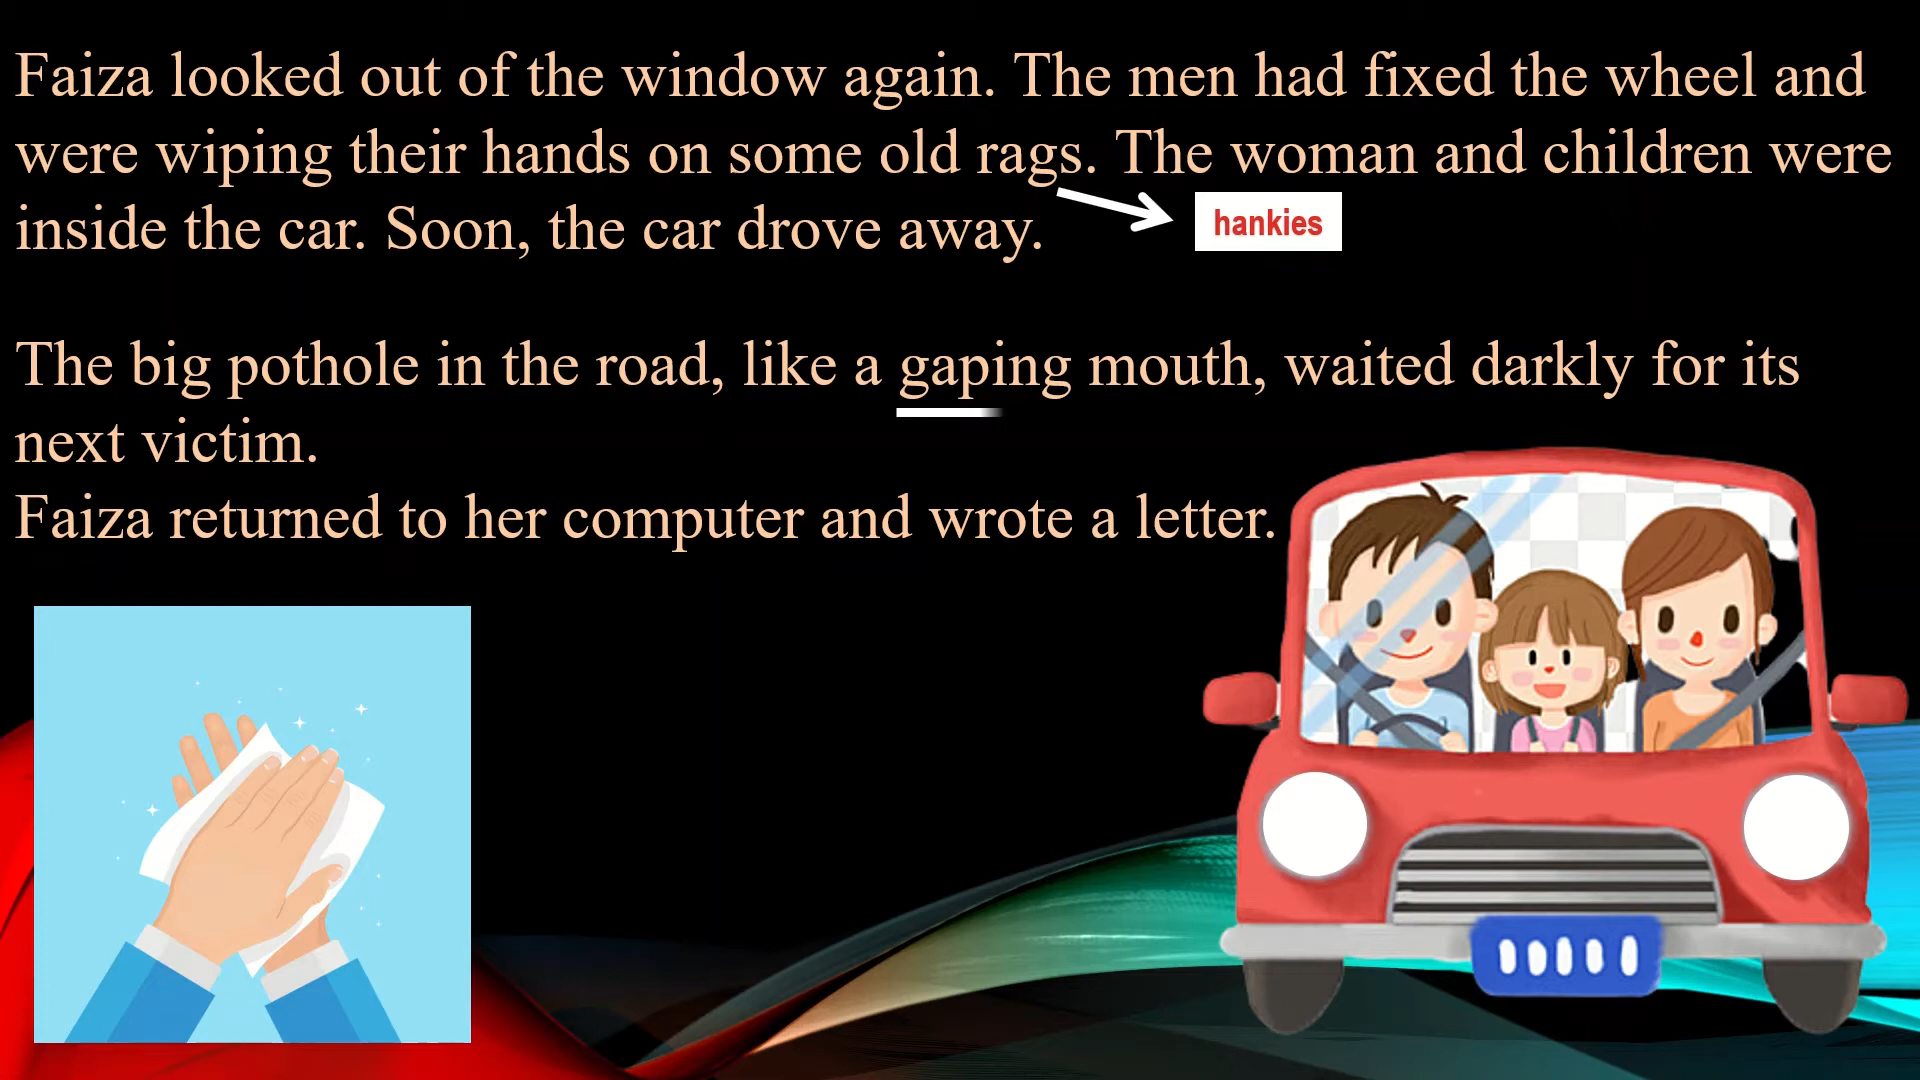 Faiza looked out of the window again. The men had fixed the wheel and
were wiping their hands on some old rags. The woman and children were
inside the car. Soon, the car drove away.
hankies
The big pothole in the road, like a gaping mouth, waited darkly for its
next victim.
Faiza returned to her computer and wrote a letter.